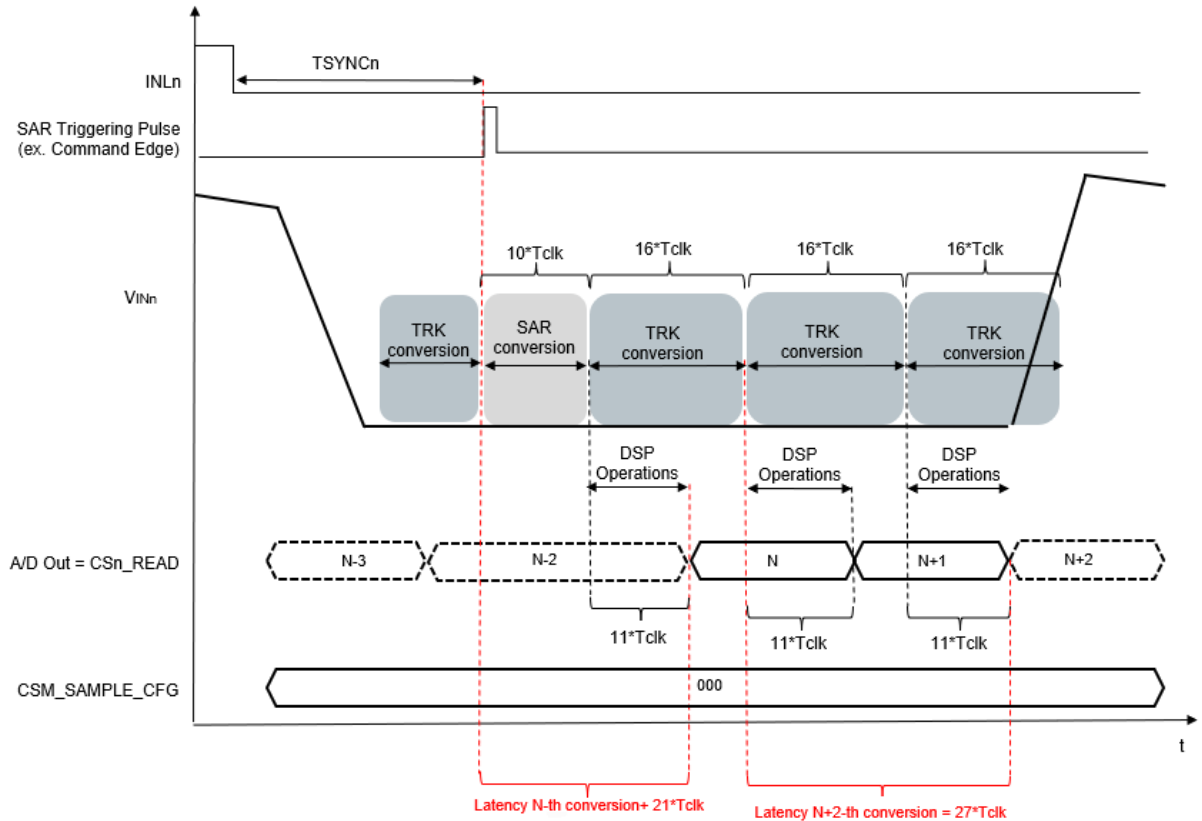 INLn
TSYNCn
SAR Triggering Pulse
(ex. Command Edge)
10*Tclk
16*Tclk
16*Tclk
16*Tclk
VINn
TRK
conversion
SAR
conversion
TRK
conversion
TRK
conversion
TRK
conversion
DSP
Operations
DSP
Operations
DSP
Operations
A/D Out = CSn_READ
N-3
N-2
N
N+1
N+2
11*Tclk
11*Tclk
11*Tclk
CSM_SAMPLE_CFG
000
t
Latency N-th conversion+ 21*Tclk
Latency N+2-th conversion = 27*Tclk